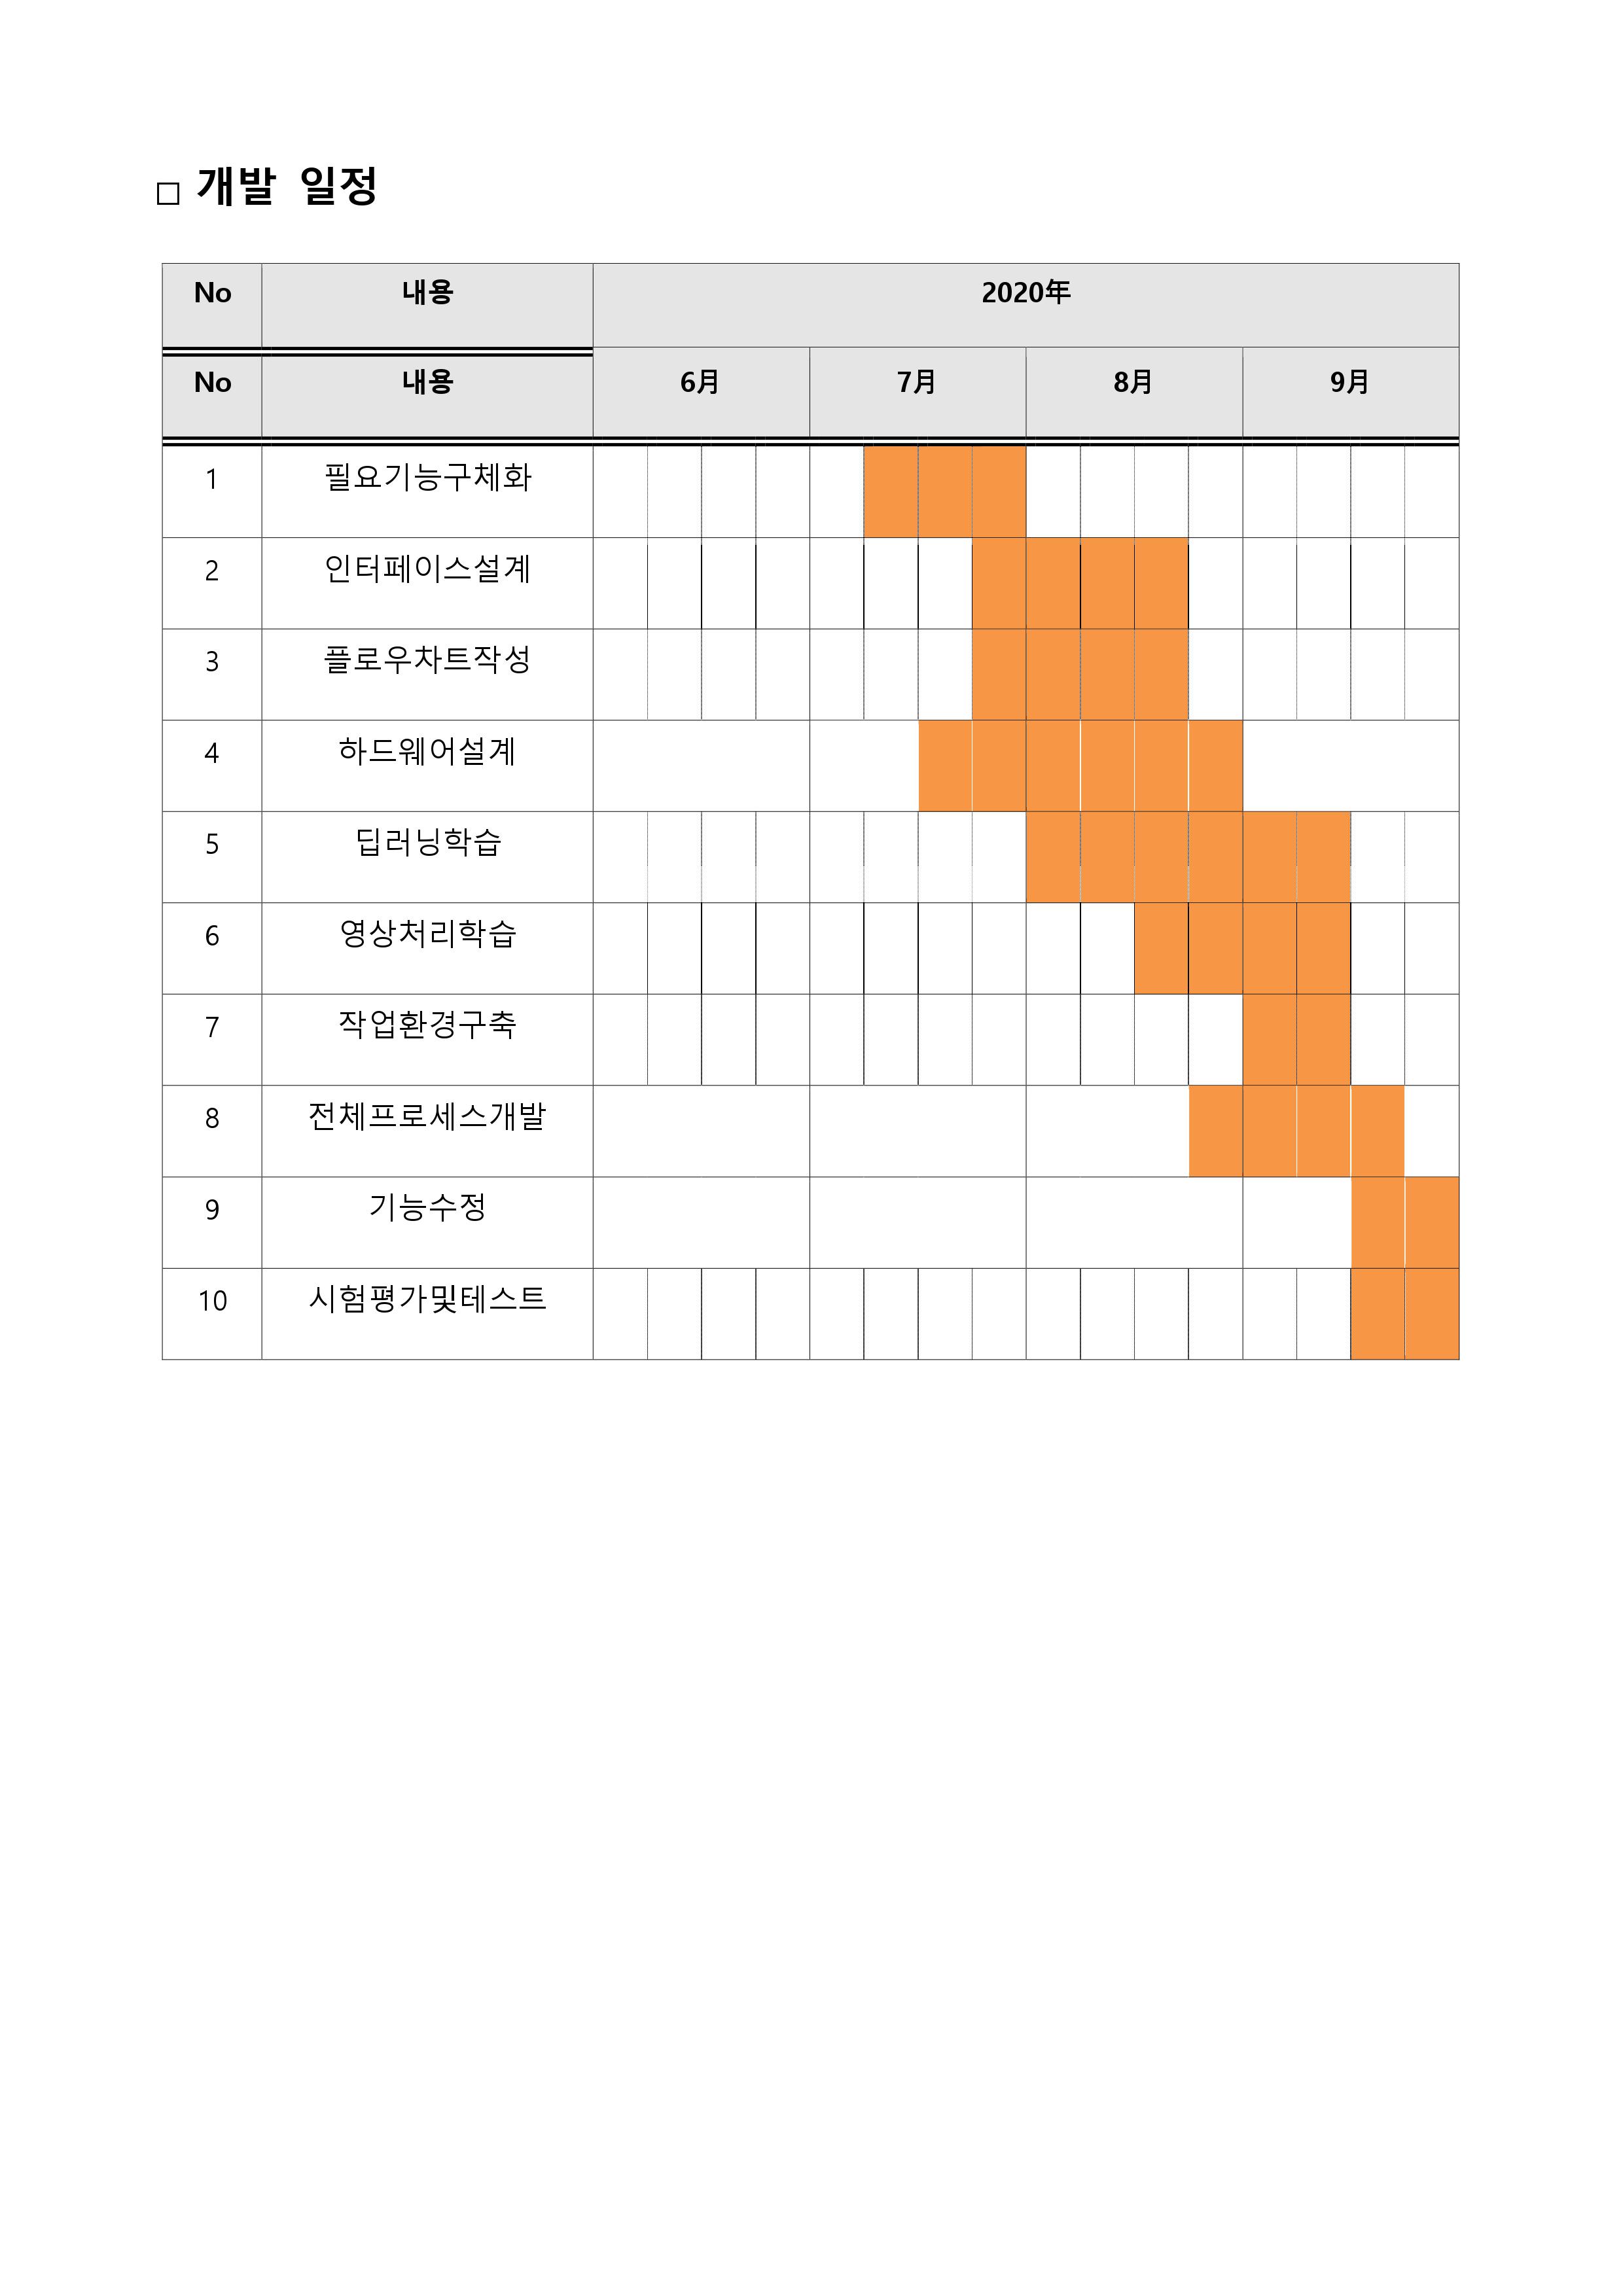 □ 개발 일정
No 내용 2020年
No 내용 6月 7月 8月 9月
1 필요기능구체화
2 인터페이스설계
3 플로우차트작성
4 하드웨어설계
5 딥러닝학습
6 영상처리학습
7 작업환경구축
8 전체프로세스개발
9 기능수정
10 시험평가및테스트